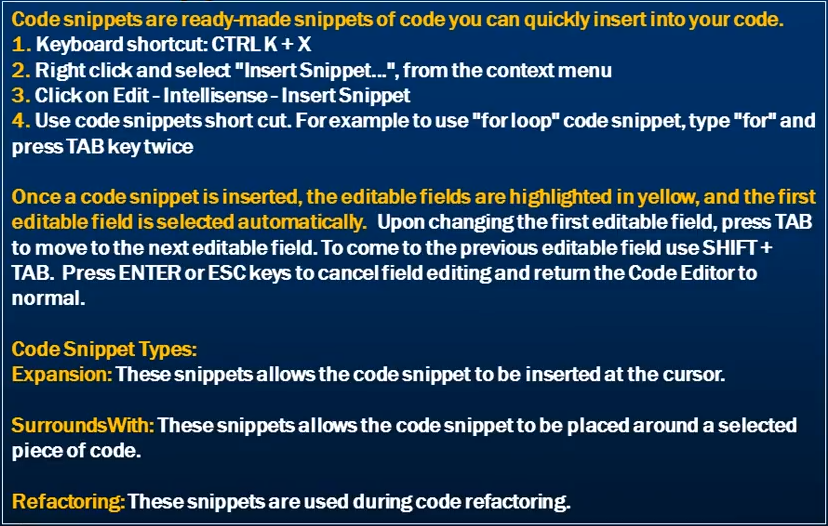 Code snippets are ready-made snippets of code you can quickly insert into your code.
1. Keyboard shortcut: CTRL K + X
2. Right click and select "Insert Snippet...", from the context menu
3. Click on Edit - Intellisense - Insert Snippet
4. Use code snippets short cut. For example to use "for loop" code snippet, type "for" and
press TAB key twice
Once a code snippet is inserted, the editable fields are highlighted in yellow, and the first
editable field is selected automatically. Upon changing the first editable field, press TAB
to move to the next editable field. To come to the previous editable field use SHIFT +
TAB. Press ENTER or ESC keys to cancel field editing and return the Code Editor to
normal.
Code Snippet Types:
Expansion: These snippets allows the code snippet to be inserted at the cursor.
SurroundsWith: These snippets allows the code snippet to be placed around a selected
piece of code.
Refactoring: These snippets are used during code refactoring.